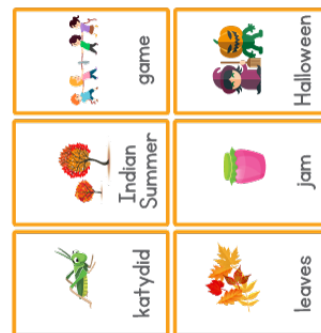 game
Halloween
Indian
Summer
jam
katydid
leaves